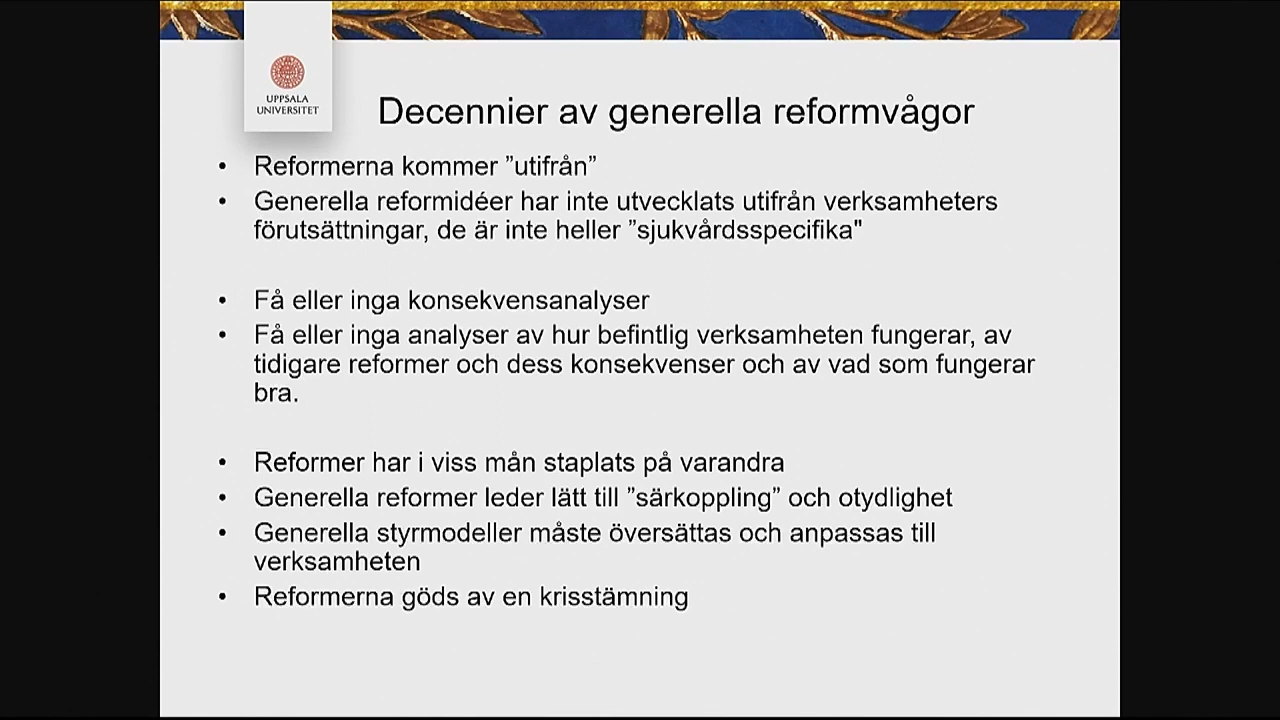 UPPSALA
UNIVERSITET
Decennier av generella reformvågor
• Reformerna kommer ”utifrån”
• Generella reformidéer har inte utvecklats utifrån verksamheters
förutsättningar, de är inte heller ”sjukvårdsspecifika"
• Få eller inga konsekvensanalyser
• Få eller inga analyser av hur befintlig verksamheten fungerar, av
tidigare reformer och dess konsekvenser och av vad som fungerar
bra.
• Reformer har i viss mån staplats på varandra
• Generella reformer leder lätt till ”särkoppling” och otydlighet
• Generella styrmodeller måste översättas och anpassas till
verksamheten
• Reformerna göds av en krisstämning